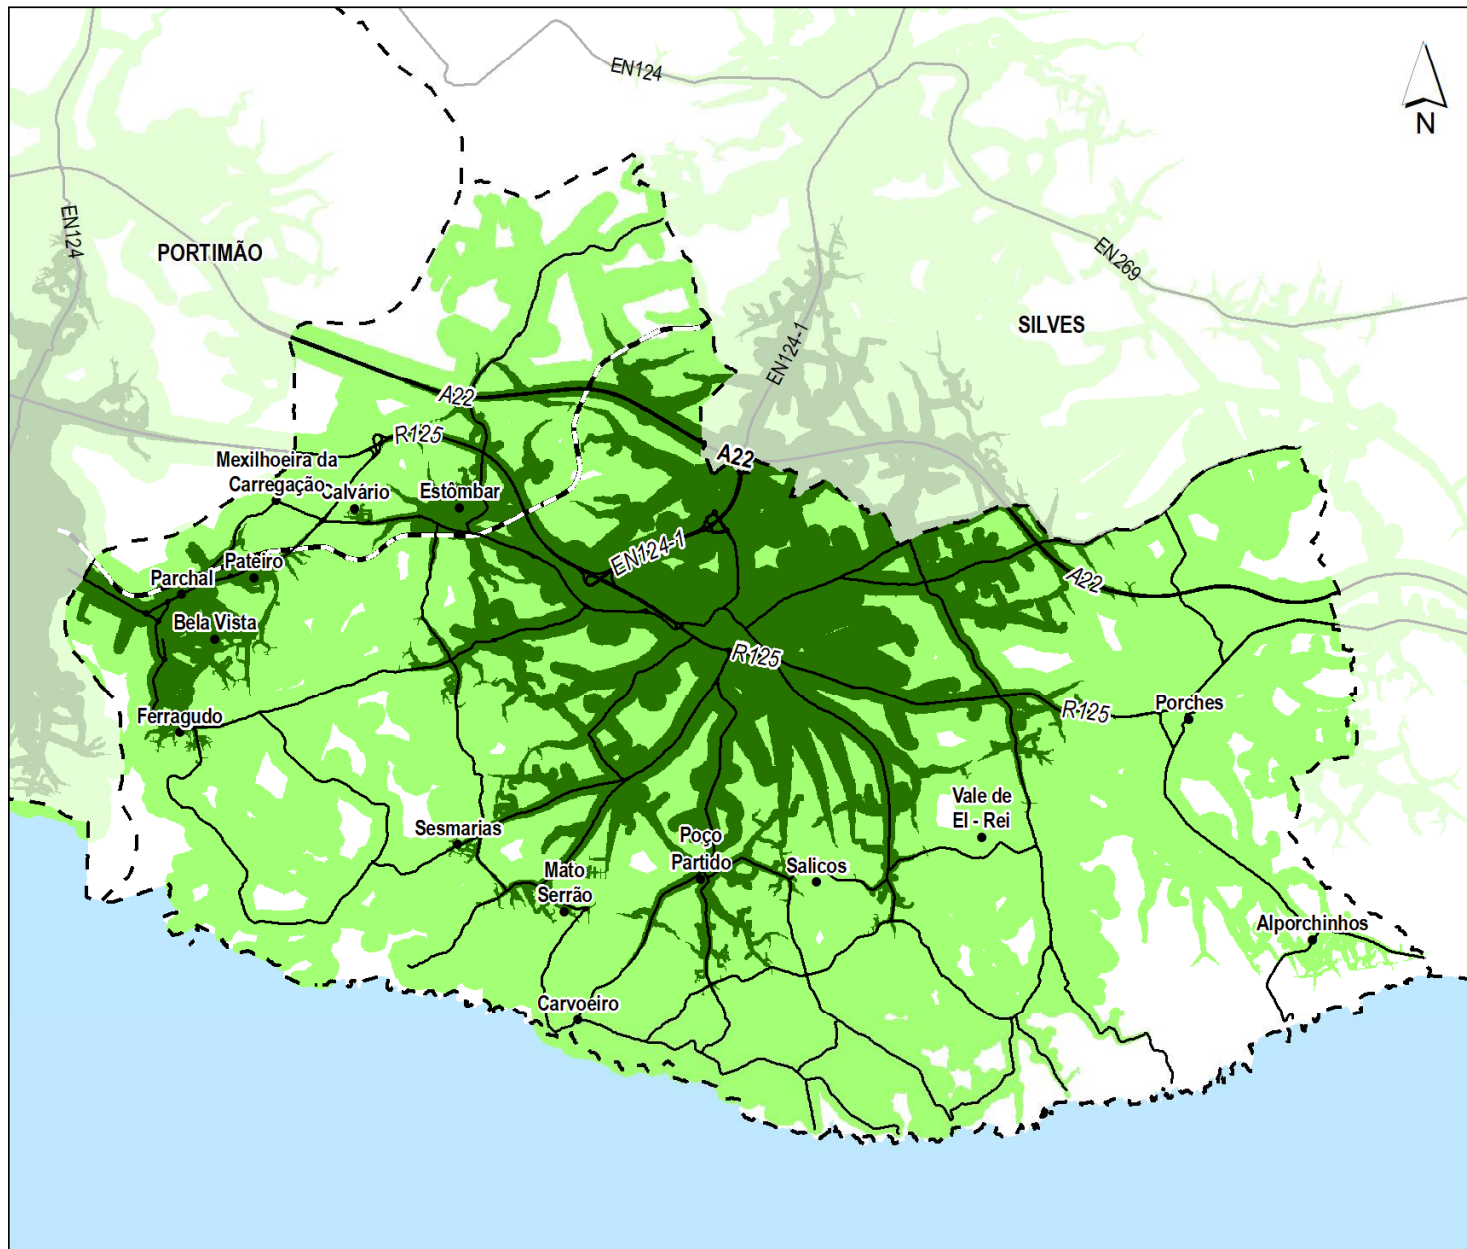 EN124
N
EN124
PORTIMÃO
EN269
SILVES
EN124-1
A22
R125
A22
Mexilhoeira da
Carregação
Calvário
Estômbar
EN124-1
Pateiro
Parchal
A22
Bela Vista
R125
Ferragudo
R125
Porches
Vale de
El - Rei
Sesmarias
Poço
Partido
Mato
Serrão
Salicos
Alporchinhos
Carvoeiro